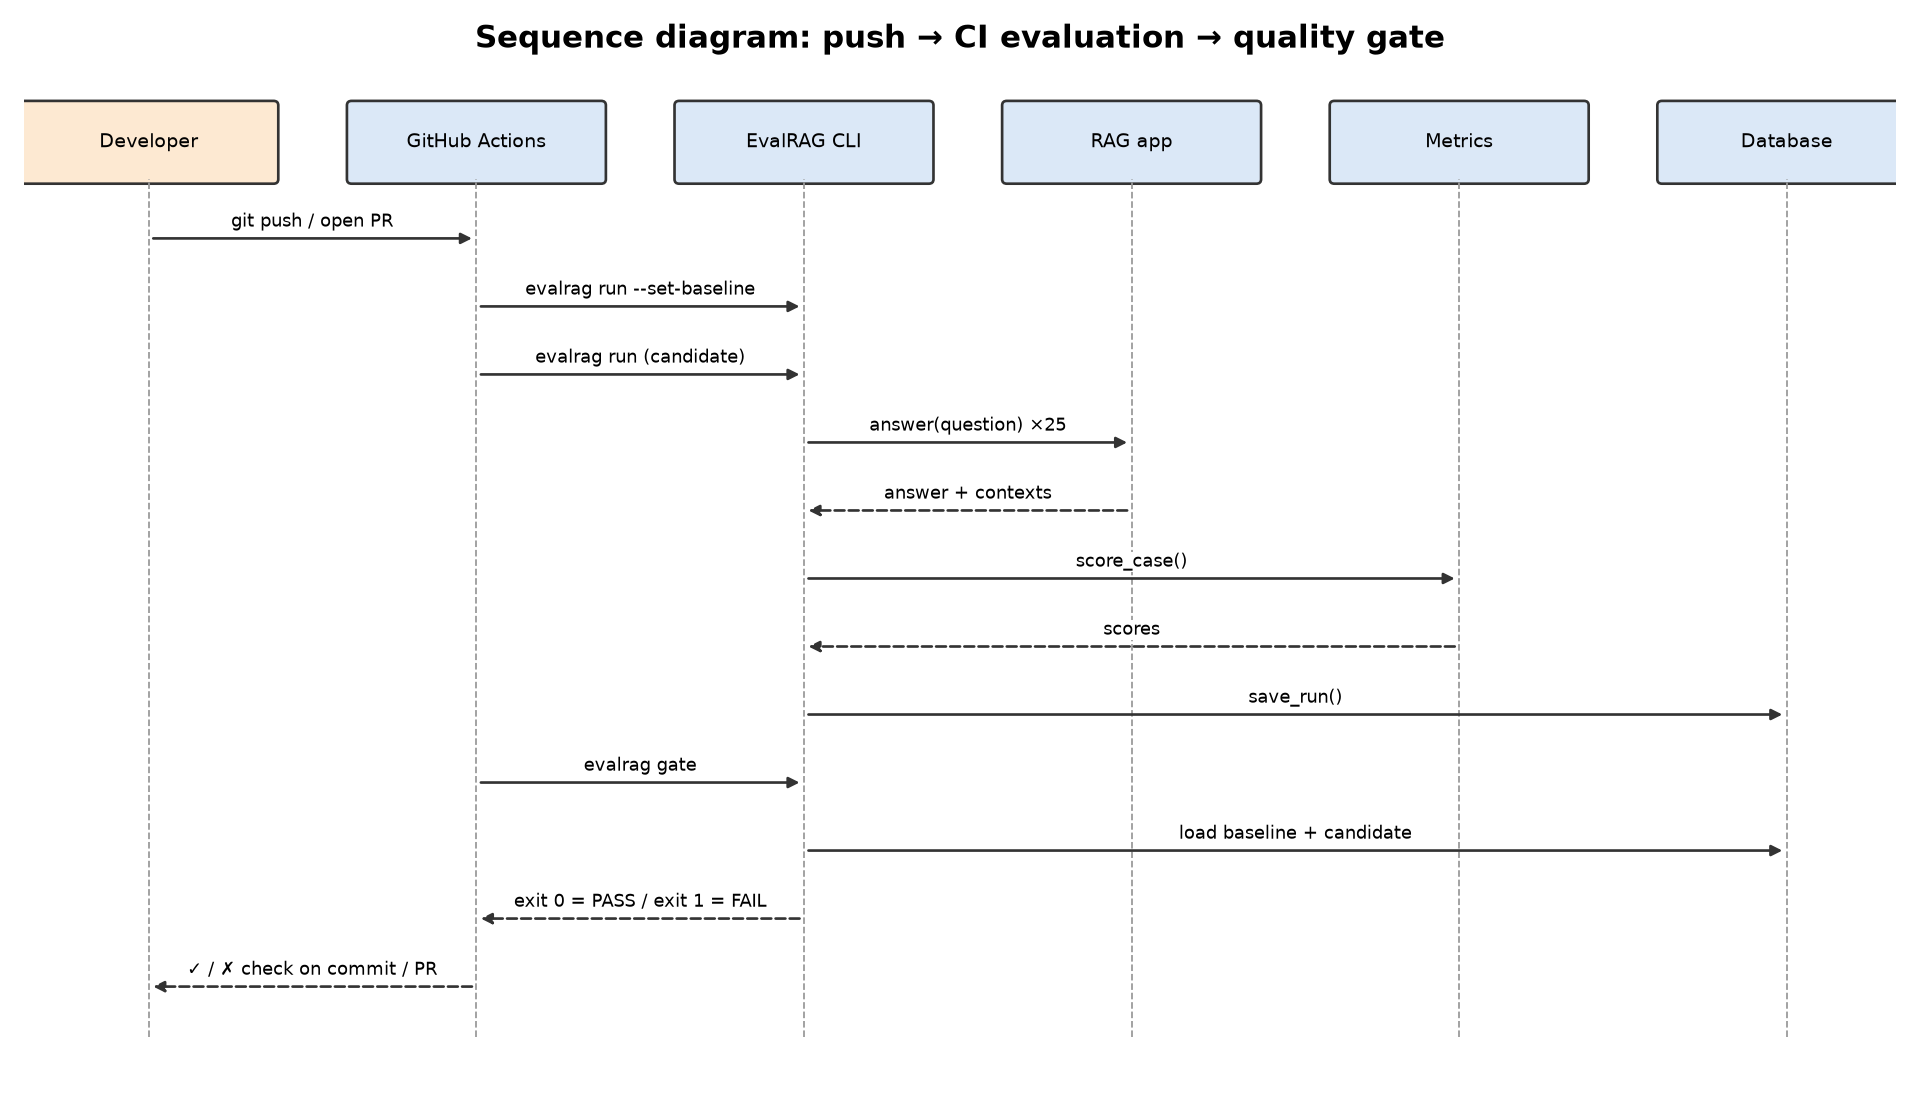 Sequence diagram: push → CI evaluation → quality gate
Developer
GitHub Actions
EvalRAG CLI
RAG app
Metrics
Database
git push / open PR
evalrag run --set-baseline
evalrag run (candidate)
answer(question) ×25
answer + contexts
score_case()
scores
save_run()
evalrag gate
load baseline + candidate
exit 0 = PASS / exit 1 = FAIL
✓ / ✗ check on commit / PR